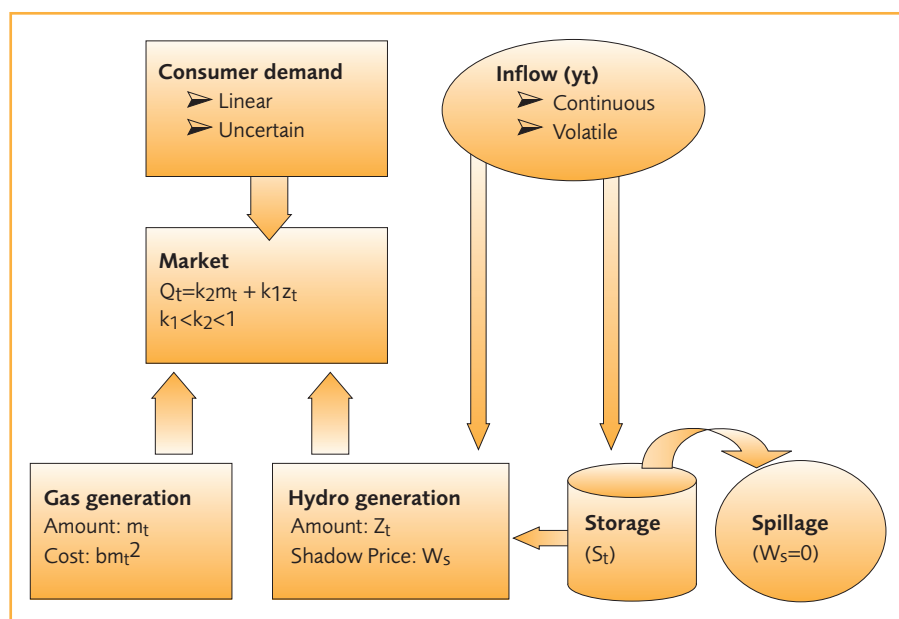 Consumer demand
➢ Linear
➢ Uncertain
Inflow (yt)
➢ Continuous
➢ Volatile
Market
Qt=k2mt + k1zt
k1<k2<1
Gas generation
Amount: mt
Cost: bmt2
Hydro generation
Amount: Zt
Shadow Price: Ws
Storage
(St)
Spillage
(Ws=0)